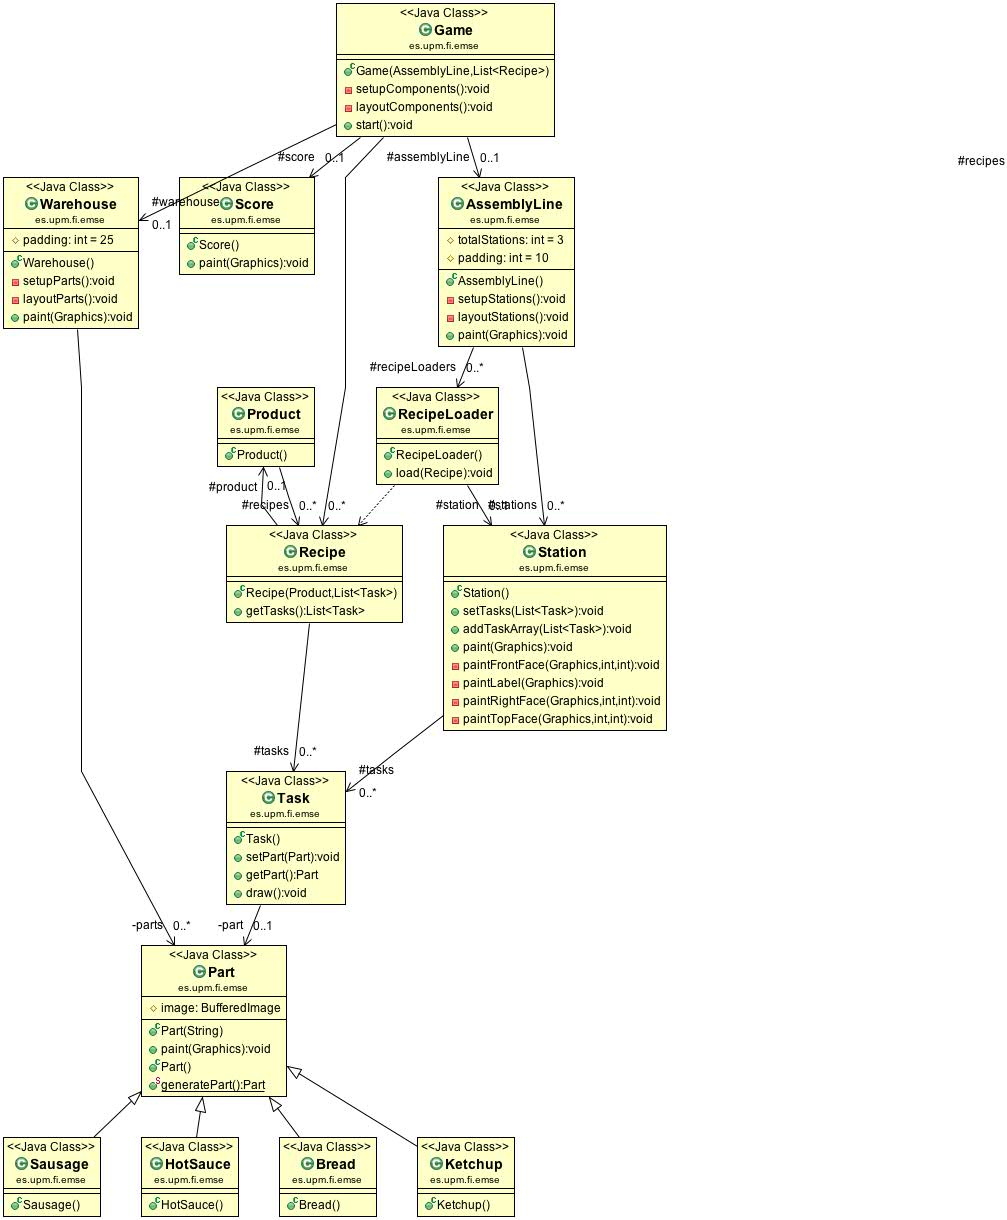 <<Java Class>>
Game
es.upm.fi.emse
Game(AssemblyLine,List<Recipe>)
setupComponents():void
layoutComponents():void
start():void
#score 0..1
#assemblyLine 0..1
#recipes
#warehouse
0..1
<<Java Class>>
Warehouse
es.upm.fi.emse
padding: int = 25
Warehouse()
setupParts():void
layoutParts():void
paint(Graphics):void
<<Java Class>>
Score
es.upm.fi.emse
Score()
paint(Graphics):void
<<Java Class>>
AssemblyLine
es.upm.fi.emse
totalStations: int = 3
padding: int = 10
AssemblyLine()
setupStations():void
layoutStations():void
paint(Graphics):void
#recipeLoaders 0..*
<<Java Class>>
Product
es.upm.fi.emse
Product()
<<Java Class>>
RecipeLoader
es.upm.fi.emse
RecipeLoader()
load(Recipe):void
#product 0..1
#recipes 0..*
0..*
#station 0..1
#stations 0..*
<<Java Class>>
Recipe
es.upm.fi.emse
Recipe(Product,List<Task>)
getTasks():List<Task>
<<Java Class>>
Station
es.upm.fi.emse
Station()
setTasks(List<Task>):void
addTaskArray(List<Task>):void
paint(Graphics):void
paintFrontFace(Graphics,int,int):void
paintLabel(Graphics):void
paintRightFace(Graphics,int,int):void
paintTopFace(Graphics,int,int):void
#tasks 0..*
#tasks
0..*
<<Java Class>>
Task
es.upm.fi.emse
Task()
setPart(Part):void
getPart():Part
draw():void
-parts 0..*
-part 0..1
<<Java Class>>
Part
es.upm.fi.emse
image: BufferedImage
Part(String)
paint(Graphics):void
Part()
generatePart():Part
<<Java Class>>
Sausage
es.upm.fi.emse
Sausage()
<<Java Class>>
HotSauce
es.upm.fi.emse
HotSauce()
<<Java Class>>
Bread
es.upm.fi.emse
Bread()
<<Java Class>>
Ketchup
es.upm.fi.emse
Ketchup()